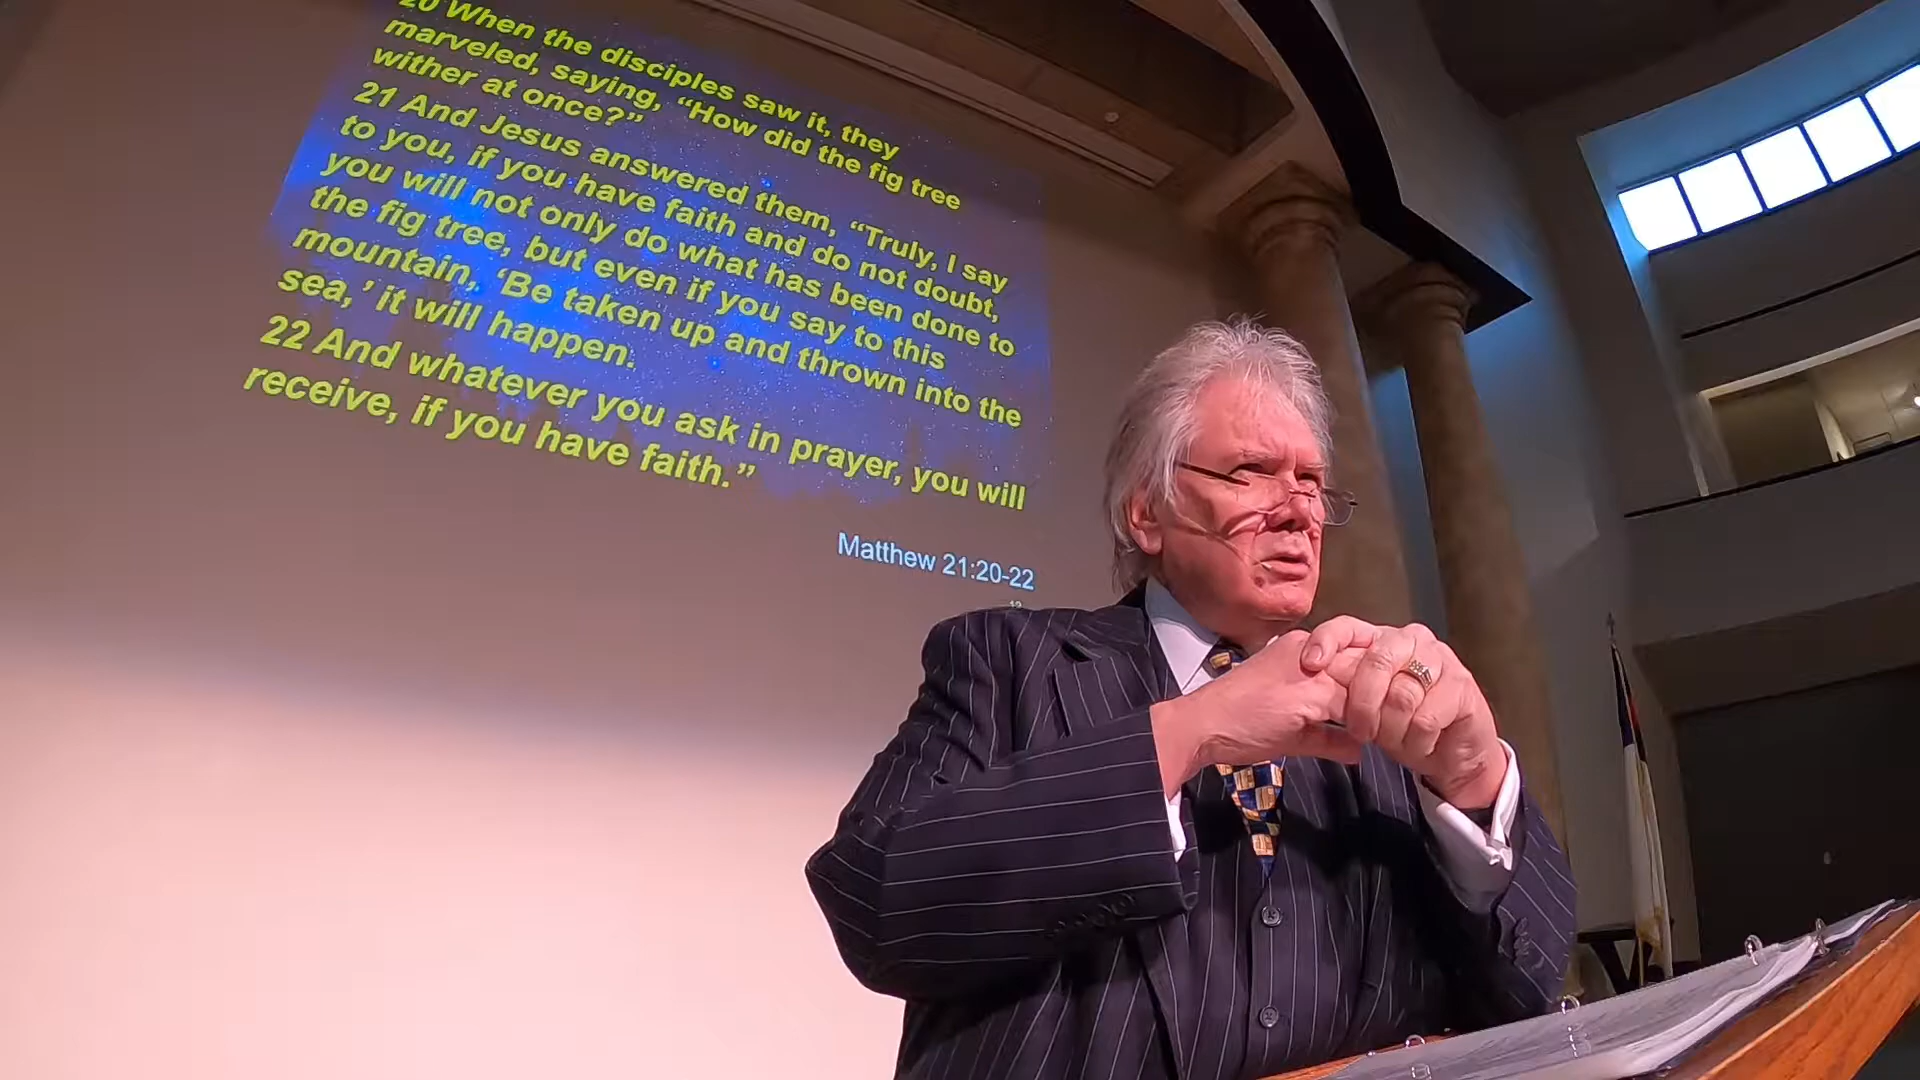 20 When the disciples saw it, they
marveled, saying, “How did the fig tree
wither at once?”
21 And Jesus answered them, “Truly, I say
to you, if you have faith and do not doubt,
you will not only do what has been done to
the fig tree, but even if you say to this
mountain, ‘Be taken up and thrown into the
sea,’ it will happen.
22 And whatever you ask in prayer, you will
receive, if you have faith.”
Matthew 21:20-22